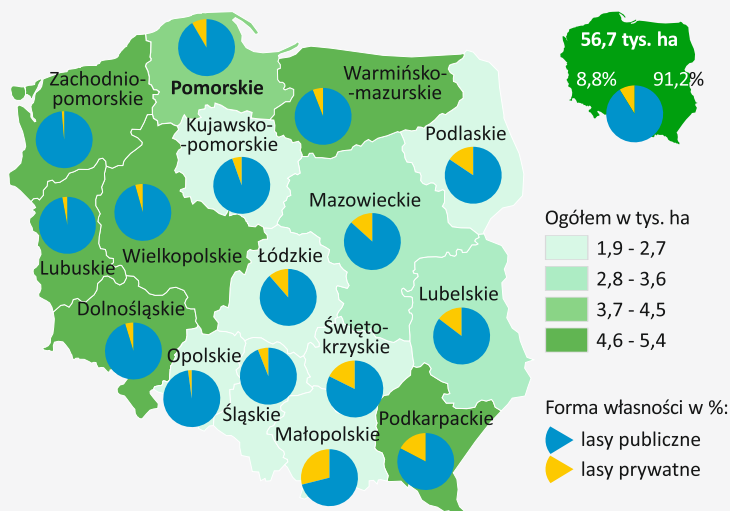 Zachodnio-
pomorskie
Pomorskie
Warmińsko-
-mazurskie
Kujawsko-
-pomorskie
Podlaskie
Mazowieckie
Lubuskie
Wielkopolskie
Łódzkie
Lubelskie
Dolnośląskie
Opolskie
Śląskie
Święto-
krzyskie
Małopolskie
Podkarpackie
56,7 tys. ha
8,8% 91,2%
Ogółem w tys. ha
1,9 - 2,7
2,8 - 3,6
3,7 - 4,5
4,6 - 5,4
Forma własności w %:
lasy publiczne
lasy prywatne